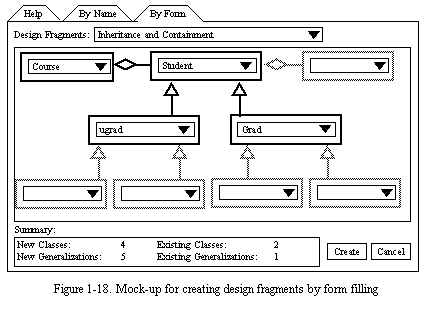 Help By Name By Form
Design Fragments: Inheritance and Containment
Course Student
ugrad Grad
Summary:
New Classes: 4 Existing Classes: 2
New Generalizations: 5 Existing Generalizations: 1
Create Cancel
Figure 1-18. Mock-up for creating design fragments by form filling